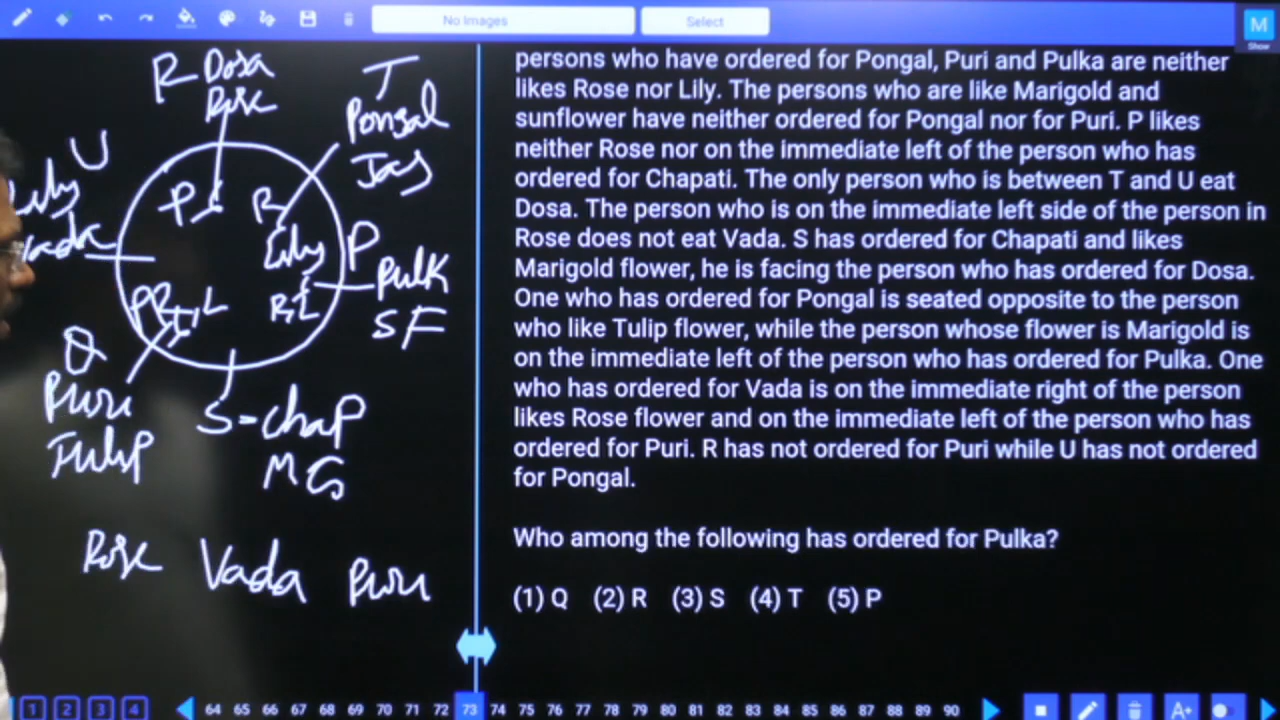 No Images
Select
M
Show
persons who have ordered for Pongal, Puri and Pulka are neither
likes Rose nor Lily. The persons who are like Marigold and
sunflower have neither ordered for Pongal nor for Puri. P likes
neither Rose nor on the immediate left of the person who has
ordered for Chapati. The only person who is between T and U eat
Dosa. The person who is on the immediate left side of the person in
Rose does not eat Vada. S has ordered for Chapati and likes
Marigold flower, he is facing the person who has ordered for Dosa.
One who has ordered for Pongal is seated opposite to the person
who like Tulip flower, while the person whose flower is Marigold is
on the immediate left of the person who has ordered for Pulka. One
who has ordered for Vada is on the immediate right of the person
likes Rose flower and on the immediate left of the person who has
ordered for Puri. R has not ordered for Puri while U has not ordered
for Pongal.
Who among the following has ordered for Pulka?
(1) Q (2) R (3) S (4) T (5) P
R Dosa
Rose
T
Pongal
Jas
U
Lily
Vada
P
R
Lily
P
Pulk
SF
Q
Puri
Tulip
S = Chap
MG
Rose Vada Puri
1 2 3 4
64 65 66 67 68 69 70 71 72 73 74 75 76 77 78 79 80 81 82 83 84 85 86 87 88 89 90
A+